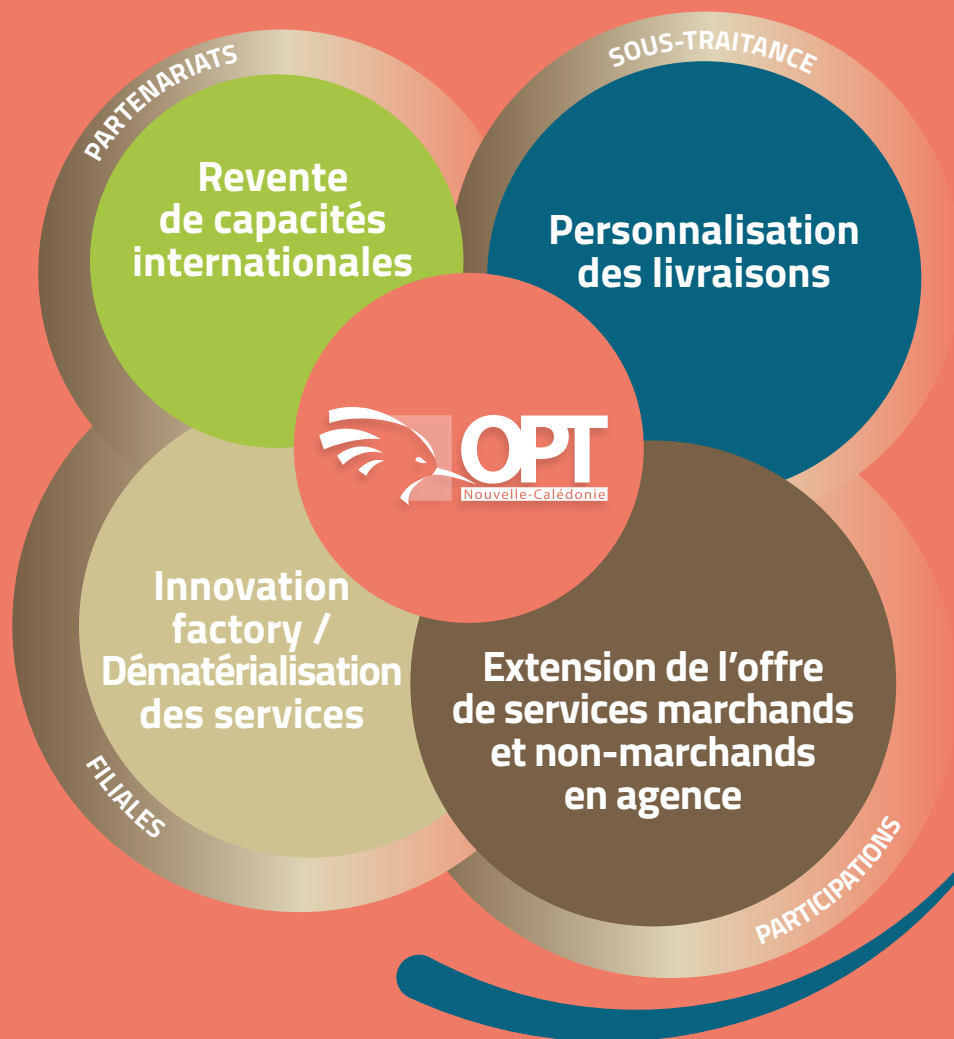 PARTENARIATS
Revente
de capacités
internationales
SOUS-TRAITANCE
Personnalisation
des livraisons
OPT
Nouvelle-Calédonie
Innovation
factory /
Dématérialisation
des services
FILIALES
Extension de l’offre
de services marchands
et non-marchands
en agence
PARTICIPATIONS